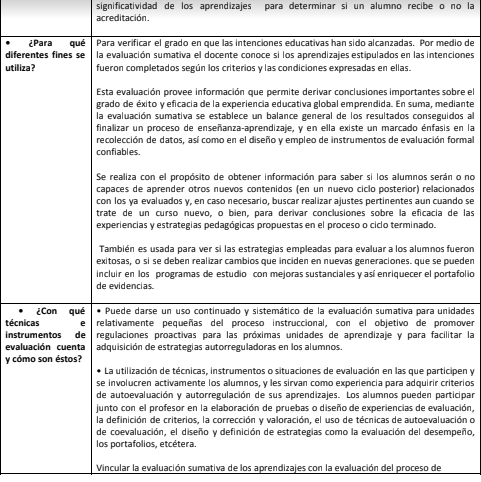 significatividad de los aprendizajes para determinar si un alumno recibe o no la
acreditación.
• ¿Para qué
diferentes fines se
utiliza?
Para verificar el grado en que las intenciones educativas han sido alcanzadas. Por medio de
la evaluación sumativa el docente conoce si los aprendizajes estipulados en las intenciones
fueron completados según los criterios y las condiciones expresadas en ellas.
Esta evaluación provee información que permite derivar conclusiones importantes sobre el
grado de éxito y eficacia de la experiencia educativa global emprendida. En suma, mediante
la evaluación sumativa se establece un balance general de los resultados conseguidos al
finalizar un proceso de enseñanza-aprendizaje, y en ella existe un marcado énfasis en la
recolección de datos, así como en el diseño y empleo de instrumentos de evaluación formal
confiables.
Se realiza con el propósito de obtener información para saber si los alumnos serán o no
capaces de aprender otros nuevos contenidos (en un nuevo ciclo posterior) relacionados
con los ya evaluados y, en caso necesario, buscar realizar ajustes pertinentes aun cuando se
trate de un curso nuevo, o bien, para derivar conclusiones sobre la eficacia de las
experiencias y estrategias pedagógicas propuestas en el proceso o ciclo terminado.
También es usada para ver si las estrategias empleadas para evaluar a los alumnos fueron
exitosas, o si se deben realizar cambios que inciden en nuevas generaciones. que se pueden
incluir en los programas de estudio con mejoras sustanciales y así enriquecer el portafolio
de evidencias.
• ¿Con qué
técnicas e
instrumentos de
evaluación cuenta
y cómo son éstos?
• Puede darse un uso continuado y sistemático de la evaluación sumativa para unidades
relativamente pequeñas del proceso instruccional, con el objetivo de promover
regulaciones proactivas para las próximas unidades de aprendizaje y para facilitar la
adquisición de estrategias autorreguladoras en los alumnos.
• La utilización de técnicas, instrumentos o situaciones de evaluación en las que participen y
se involucren activamente los alumnos, y les sirvan como experiencia para adquirir criterios
de autoevaluación y autorregulación de sus aprendizajes. Los alumnos pueden participar
junto con el profesor en la elaboración de pruebas o diseño de experiencias de evaluación,
la definición de criterios, la corrección y valoración, el uso de técnicas de autoevaluación o
de coevaluación, el diseño y definición de estrategias como la evaluación del desempeño,
los portafolios, etcétera.
Vincular la evaluación sumativa de los aprendizajes con la evaluación del proceso de